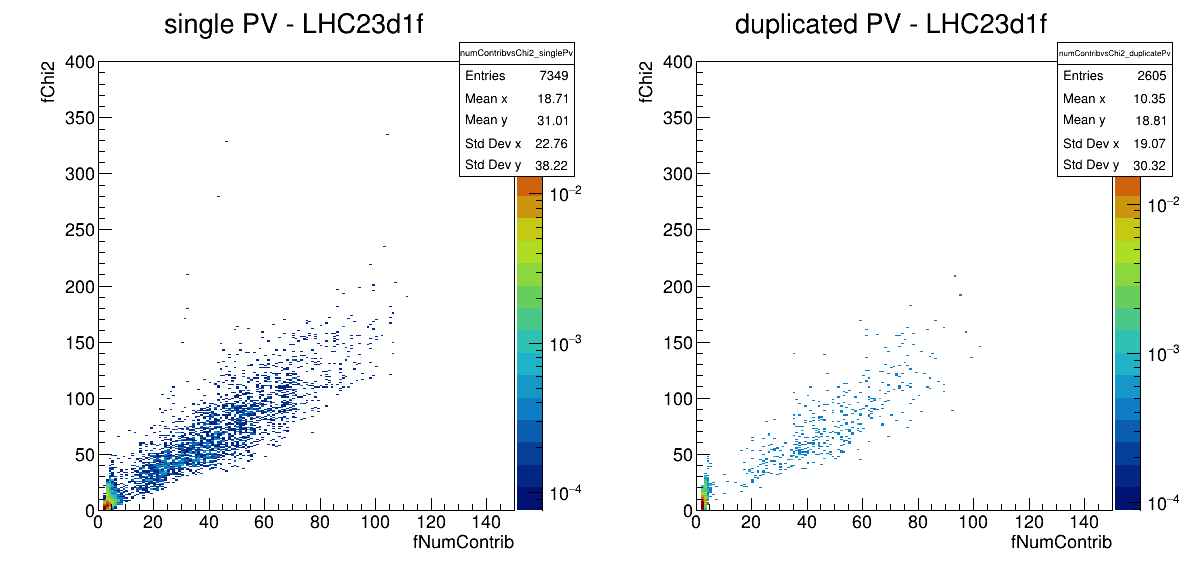 single PV - LHC23d1f
numContribvsChi2_singlePv
Entries 7349
Mean x 18.71
Mean y 31.01
Std Dev x 22.76
Std Dev y 38.22
fChi2
400
350
300
250
200
150
100
50
0
0 20 40 60 80 100 120 140
fNumContrib
10−2
10−3
10−4
duplicated PV - LHC23d1f
numContribvsChi2_duplicatePv
Entries 2605
Mean x 10.35
Mean y 18.81
Std Dev x 19.07
Std Dev y 30.32
fChi2
400
350
300
250
200
150
100
50
0
0 20 40 60 80 100 120 140
fNumContrib
10−2
10−3
10−4